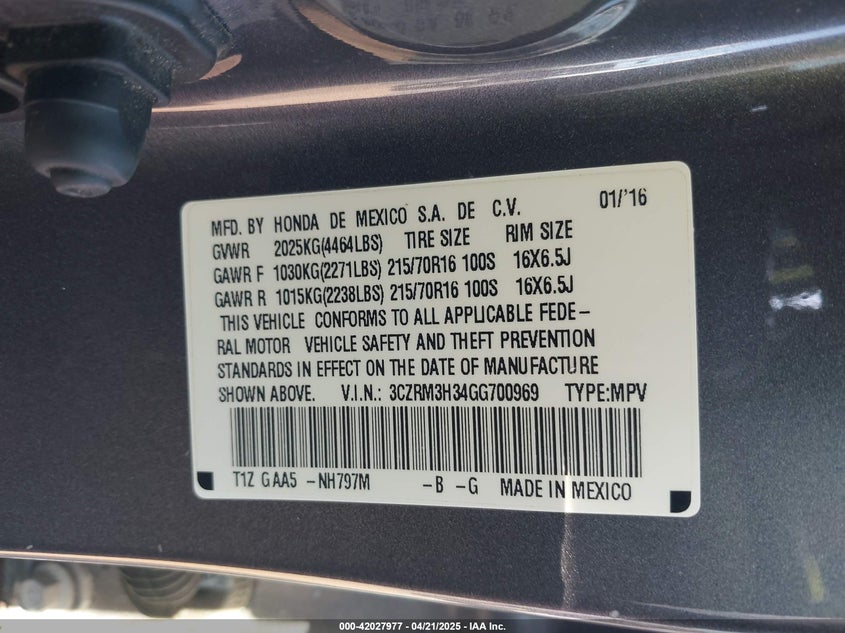 MFD. BY HONDA DE MEXICO S.A. DE C.V. 01/'16
GVWR 2025KG(4464LBS) TIRE SIZE RIM SIZE
GAWR F 1030KG(2271LBS) 215/70R16 100S 16X6.5J
GAWR R 1015KG(2238LBS) 215/70R16 100S 16X6.5J
THIS VEHICLE CONFORMS TO ALL APPLICABLE FEDE-
RAL MOTOR VEHICLE SAFETY AND THEFT PREVENTION
STANDARDS IN EFFECT ON THE DATE OF MANUFACTURE
SHOWN ABOVE. V.I.N.: 3CZRM3H34GG700969 TYPE:MPV
T1Z GAA5 -NH797M -B -G MADE IN MEXICO
000-42027977 - 04/21/2025 - IAA Inc.